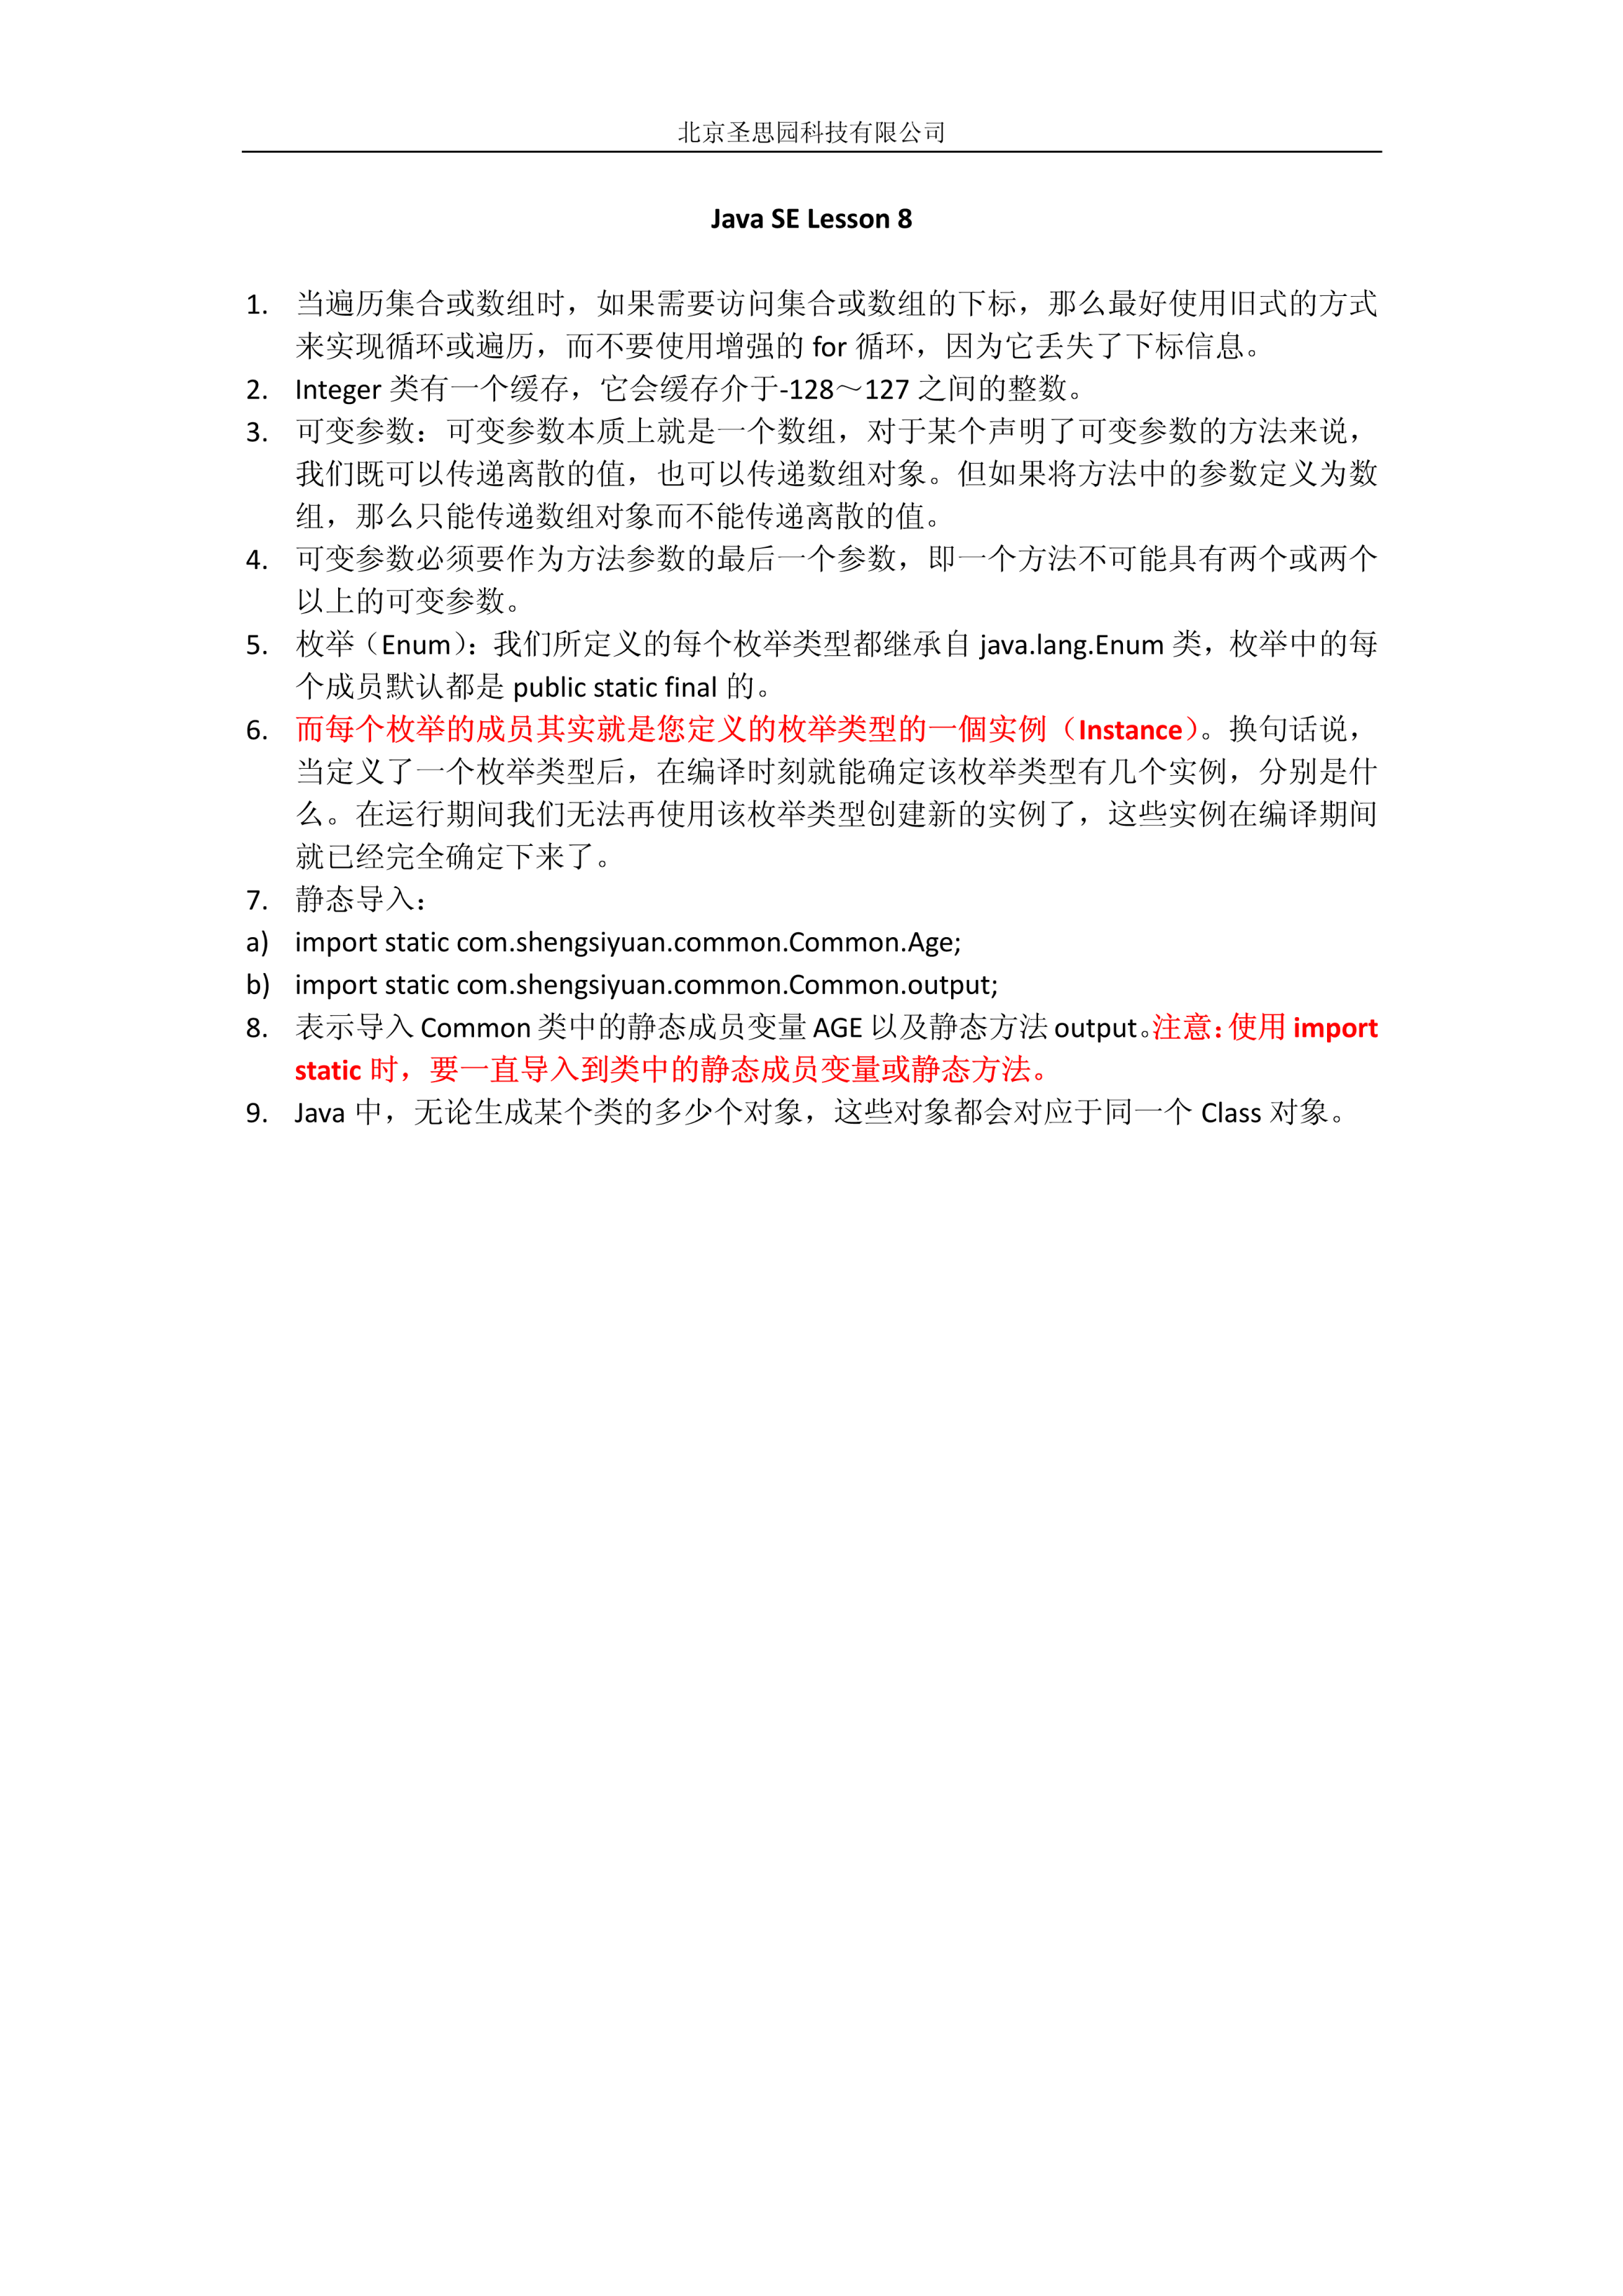 北京圣思园科技有限公司
Java SE Lesson 8
1. 当遍历集合或数组时，如果需要访问集合或数组的下标，那么最好使用旧式的方式
来实现循环或遍历，而不要使用增强的 for 循环，因为它丢失了下标信息。
2. Integer 类有一个缓存，它会缓存介于-128～127 之间的整数。
3. 可变参数：可变参数本质上就是一个数组，对于某个声明了可变参数的方法来说，
我们既可以传递离散的值，也可以传递数组对象。但如果将方法中的参数定义为数
组，那么只能传递数组对象而不能传递离散的值。
4. 可变参数必须要作为方法参数的最后一个参数，即一个方法不可能具有两个或两个
以上的可变参数。
5. 枚举（Enum）：我们所定义的每个枚举类型都继承自 java.lang.Enum 类，枚举中的每
个成员默认都是 public static final 的。
6. 而每个枚举的成员其实就是您定义的枚举类型的一個实例（Instance）。换句话说，
当定义了一个枚举类型后，在编译时刻就能确定该枚举类型有几个实例，分别是什
么。在运行期间我们无法再使用该枚举类型创建新的实例了，这些实例在编译期间
就已经完全确定下来了。
7. 静态导入：
a) import static com.shengsiyuan.common.Common.Age;
b) import static com.shengsiyuan.common.Common.output;
8. 表示导入 Common 类中的静态成员变量 AGE 以及静态方法 output。注意：使用 import
static 时，要一直导入到类中的静态成员变量或静态方法。
9. Java 中，无论生成某个类的多少个对象，这些对象都会对应于同一个 Class 对象。